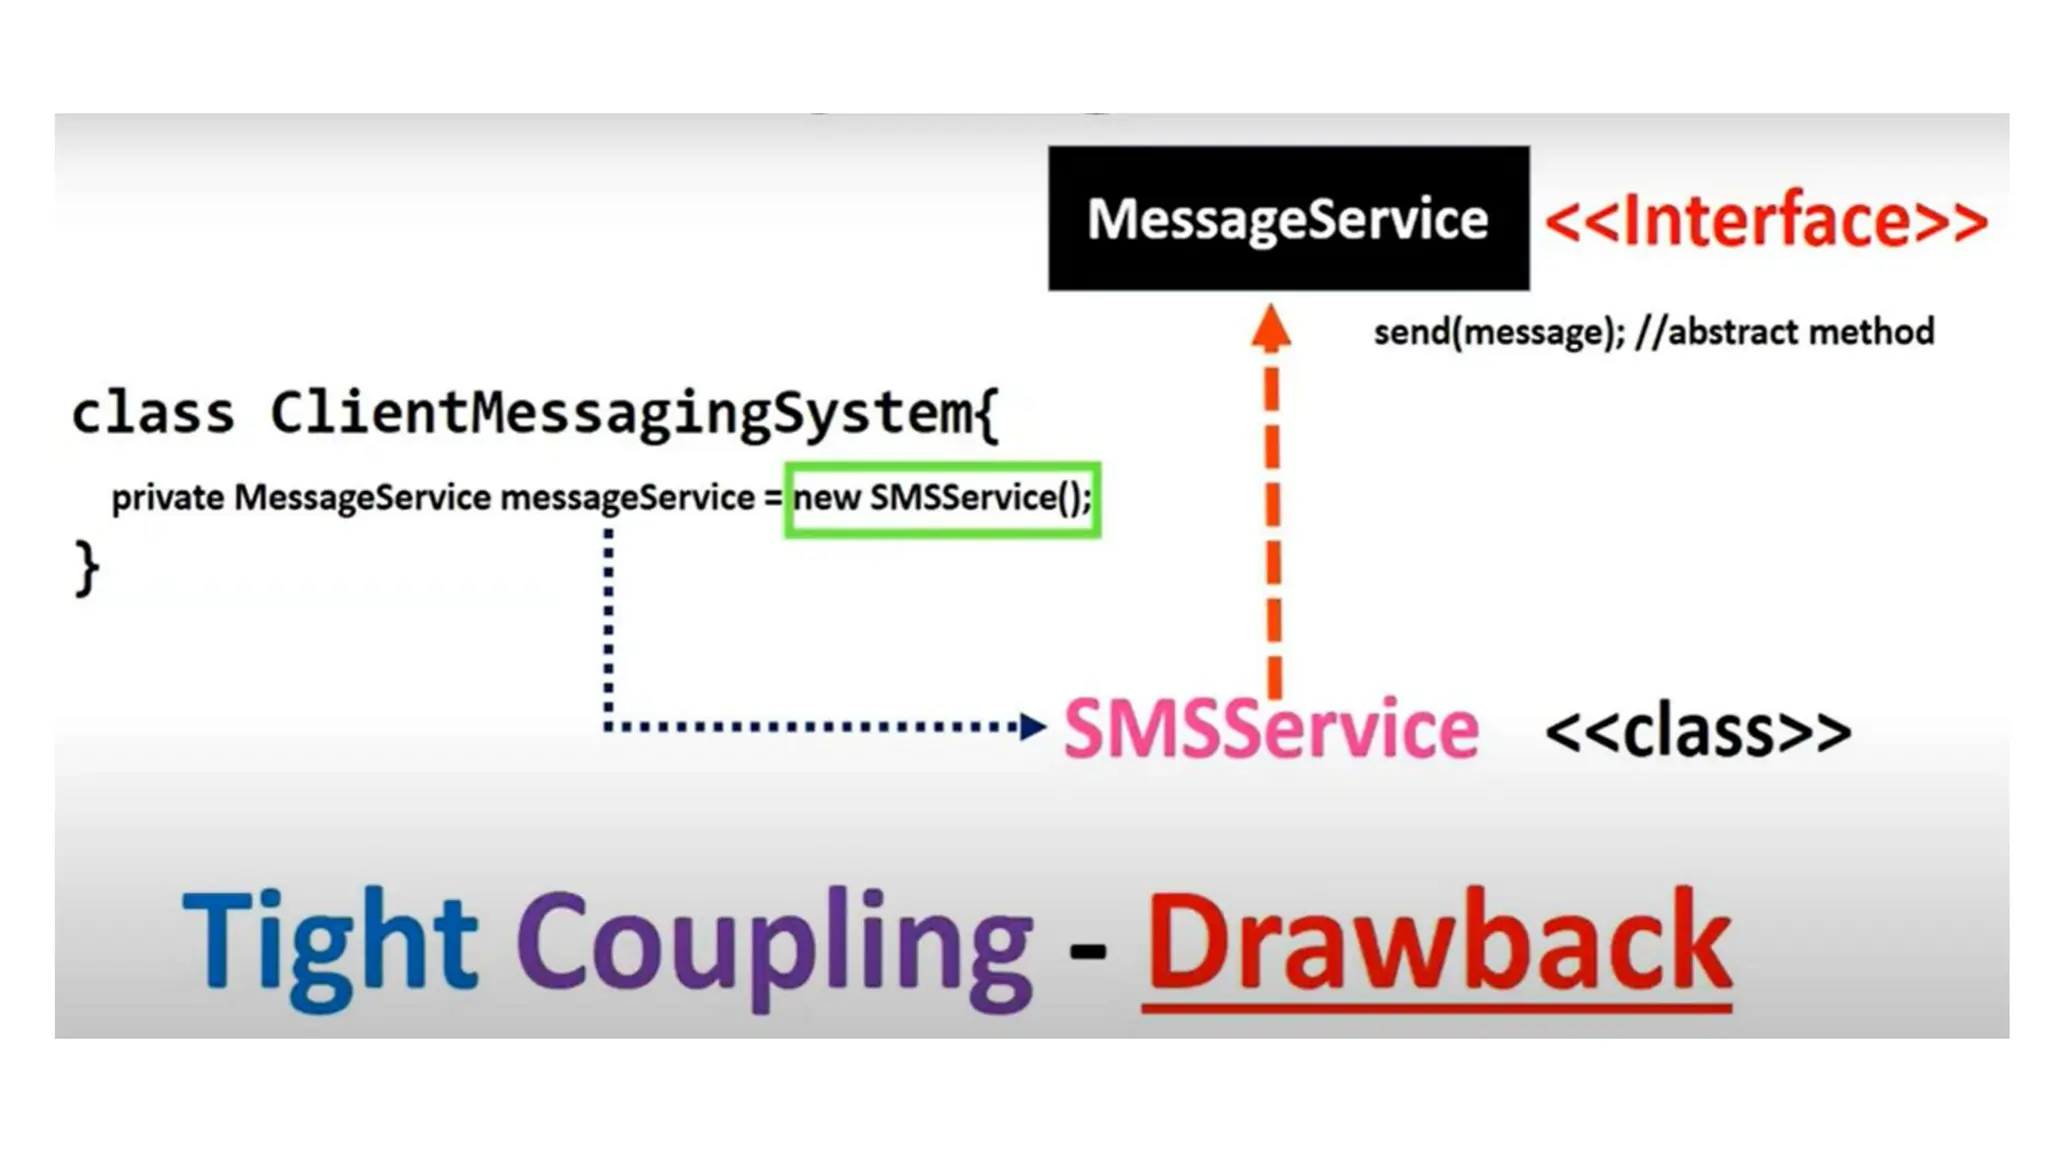 MessageService <<Interface>>
send(message); //abstract method
class ClientMessagingSystem{
private MessageService messageService = new SMSService();
}
SMSService <<class>>
Tight Coupling - Drawback